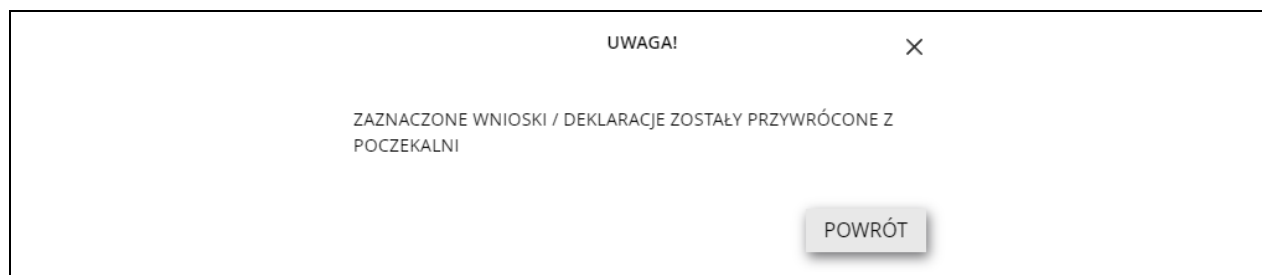 UWAGA!
ZAZNACZONE WNIOSKI / DEKLARACJE ZOSTAŁY PRZYWRÓCONE Z
POCZEKALNI
POWRÓT